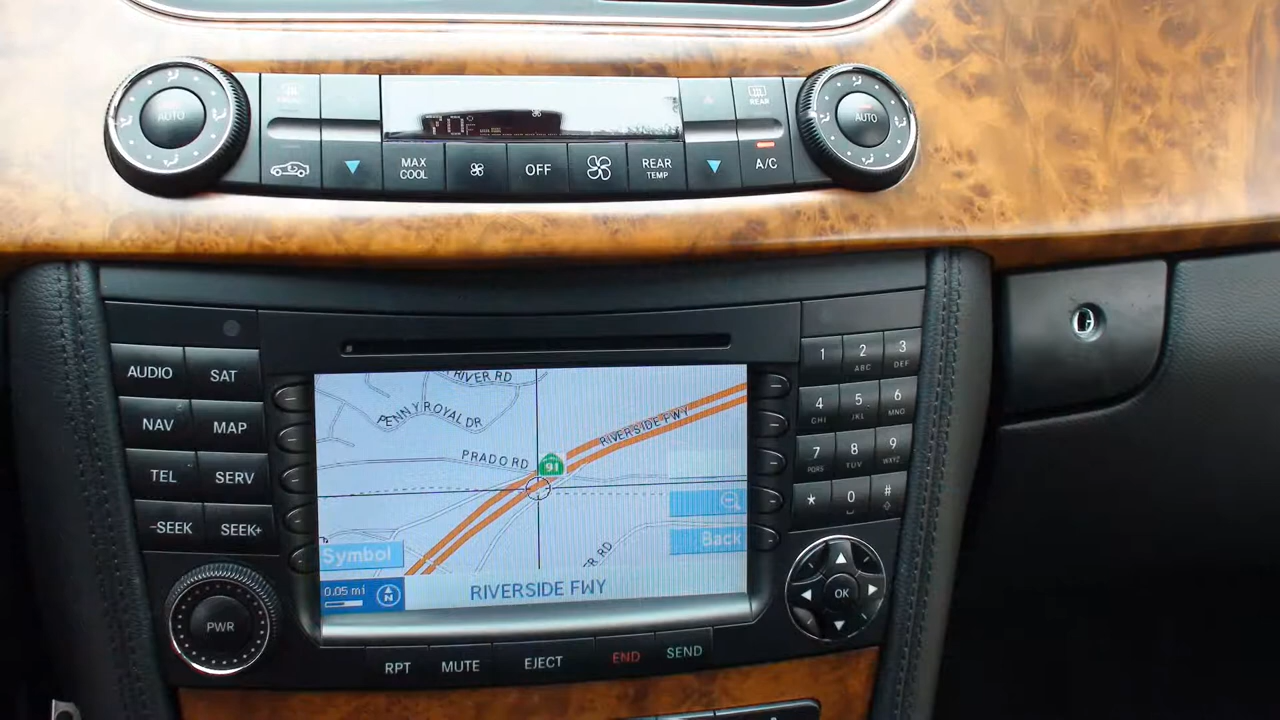 AUTO
REAR
AUTO
MAX
COOL
OFF
REAR
TEMP
A/C
AUDIO
SAT
NAV
MAP
TEL
SERV
-SEEK
SEEK+
PWR
RIVER RD
PENNYROYAL DR
RIVERSIDE FWY
PRADO RD
91
Symbol
Back
0.05 mi
N
RIVERSIDE FWY
1
2
ABC
3
DEF
4
GHI
5
JKL
6
MNO
7
PQRS
8
TUV
9
WXYZ
*
0
#
OK
RPT
MUTE
EJECT
END
SEND